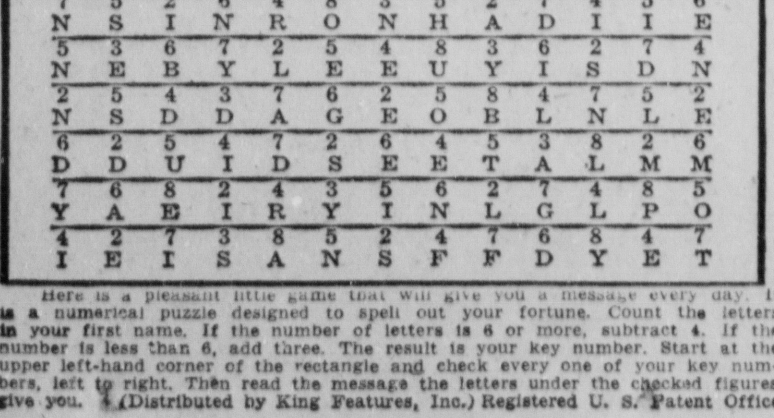 N S I N R O N H A D I I E
5 3 6 7 2 5 4 8 3 6 2 7 4
N E B Y L E E U Y I S D N
2 5 4 3 7 6 2 5 8 4 7 5 2
N S D D A G E O B L N L E
6 2 5 4 7 2 6 4 5 3 8 2 6
D D U I D S E E T A L M M
7 6 8 2 4 3 5 6 2 7 4 8 5
Y A E I R Y I N L G L P O
4 2 7 3 8 5 2 4 7 6 8 4 7
I E I S A N S F F D Y E T
Here is a pleasant little game that will give you a message every day.
is a numerical puzzle designed to spell out your fortune. Count the letters
in your first name. If the number of letters is 6 or more, subtract 4. If the
number is less than 6, add three. The result is your key number. Start at the
upper left-hand corner of the rectangle and check every one of your key num-
bers, left to right. Then read the message the letters under the checked figures
give you. (Distributed by King Features, Inc.) Registered U. S. Patent Office